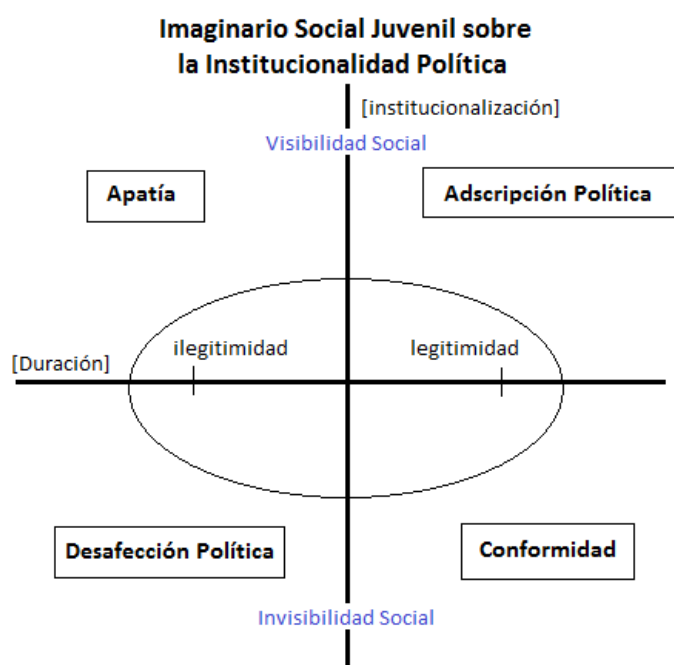 Imaginario Social Juvenil sobre
la Institucionalidad Política
[institucionalización]
Visibilidad Social
Apatía
Adscripción Política
ilegitimidad
legitimidad
[Duración]
Desafección Política
Conformidad
Invisibilidad Social